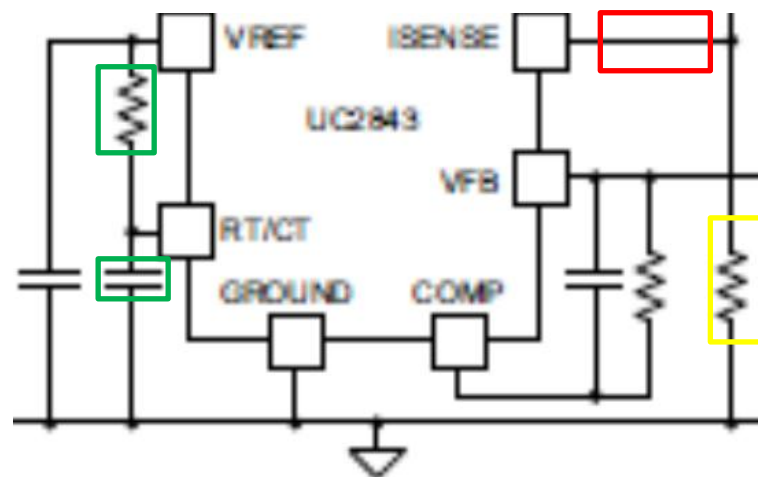 VREF ISENSE
UC2843
VFB
RT/CT
GROUND COMP